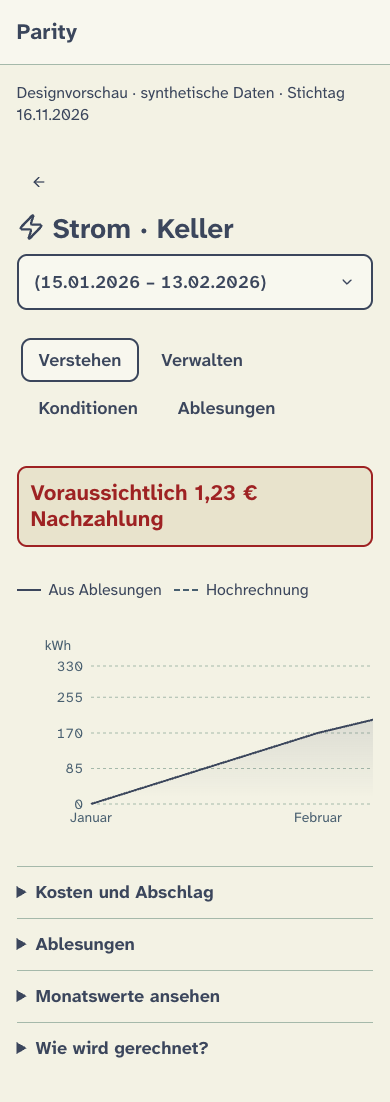 Parity
Designvorschau · synthetische Daten · Stichtag
16.11.2026
←
Strom · Keller
(15.01.2026 – 13.02.2026)
Verstehen Verwalten
Konditionen Ablesungen
Voraussichtlich 1,23 €
Nachzahlung
Aus Ablesungen Hochrechnung
kWh
330
255
170
85
0
Januar Februar
Kosten und Abschlag
Ablesungen
Monatswerte ansehen
Wie wird gerechnet?